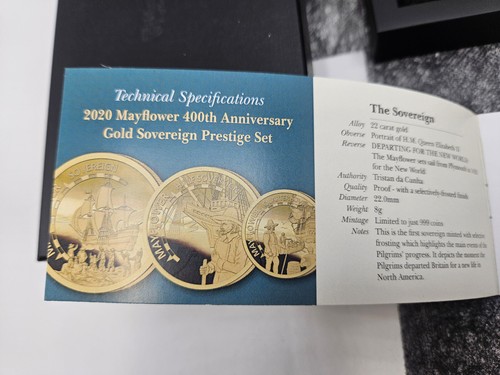 Technical Specifications
2020 Mayflower 400th Anniversary
Gold Sovereign Prestige Set
The Sovereign
Alloy 22 carat gold
Obverse Portrait of H.M. Queen Elizabeth II
Reverse DEPARTING FOR THE NEW WORLD
The Mayflower sets sail from Plymouth
for the New World
Authority Tristan da Cunha
Quality Proof - with a selectively-frosted finish
Diameter 22.0mm
Weight 8g
Mintage Limited to just 999 coins
Notes This is the first sovereign minted with selective
frosting which highlights the main events of the
Pilgrims' progress. It depicts the moment the
Pilgrims departed Britain for a new life in
North America.